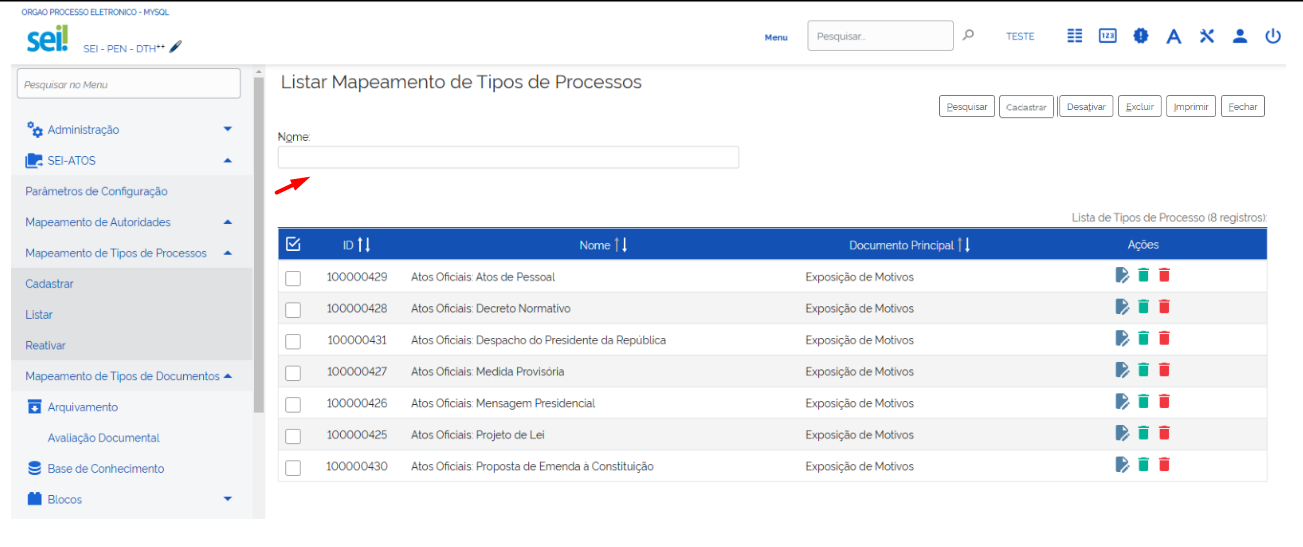 ORGAO PROCESSO ELETRONICO - MYSQL
sei!
SEI - PEN - DTH++
Menu
Pesquisar...
TESTE
123
A
Pesquisar no Menu
Administração
SEI-ATOS
Parâmetros de Configuração
Mapeamento de Autoridades
Mapeamento de Tipos de Processos
Cadastrar
Listar
Reativar
Mapeamento de Tipos de Documentos
Arquivamento
Avaliação Documental
Base de Conhecimento
Blocos
Listar Mapeamento de Tipos de Processos
Pesquisar Cadastrar Desativar Excluir Imprimir Fechar
Nome:
Lista de Tipos de Processo (8 registros):
ID Nome Documento Principal Ações
100000429 Atos Oficiais: Atos de Pessoal Exposição de Motivos
100000428 Atos Oficiais: Decreto Normativo Exposição de Motivos
100000431 Atos Oficiais: Despacho do Presidente da República Exposição de Motivos
100000427 Atos Oficiais: Medida Provisória Exposição de Motivos
100000426 Atos Oficiais: Mensagem Presidencial Exposição de Motivos
100000425 Atos Oficiais: Projeto de Lei Exposição de Motivos
100000430 Atos Oficiais: Proposta de Emenda à Constituição Exposição de Motivos